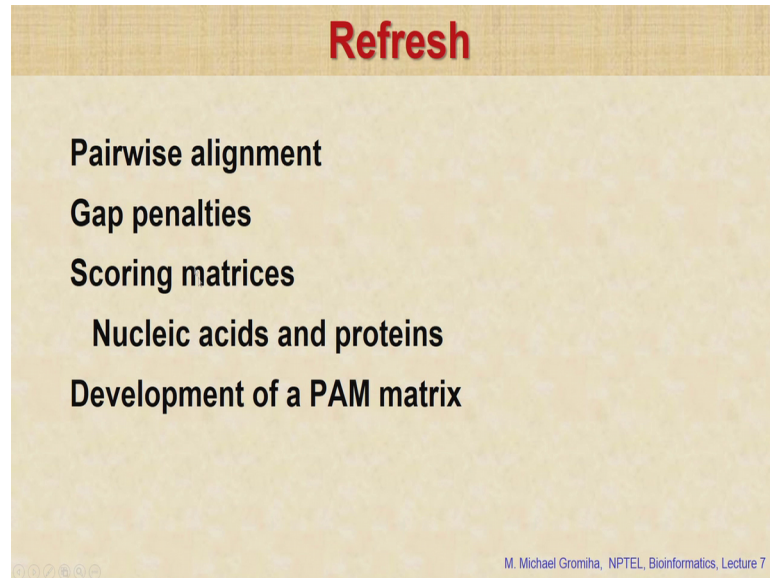 Refresh
Pairwise alignment
Gap penalties
Scoring matrices
Nucleic acids and proteins
Development of a PAM matrix
M. Michael Gromiha, NPTEL, Bioinformatics, Lecture 7